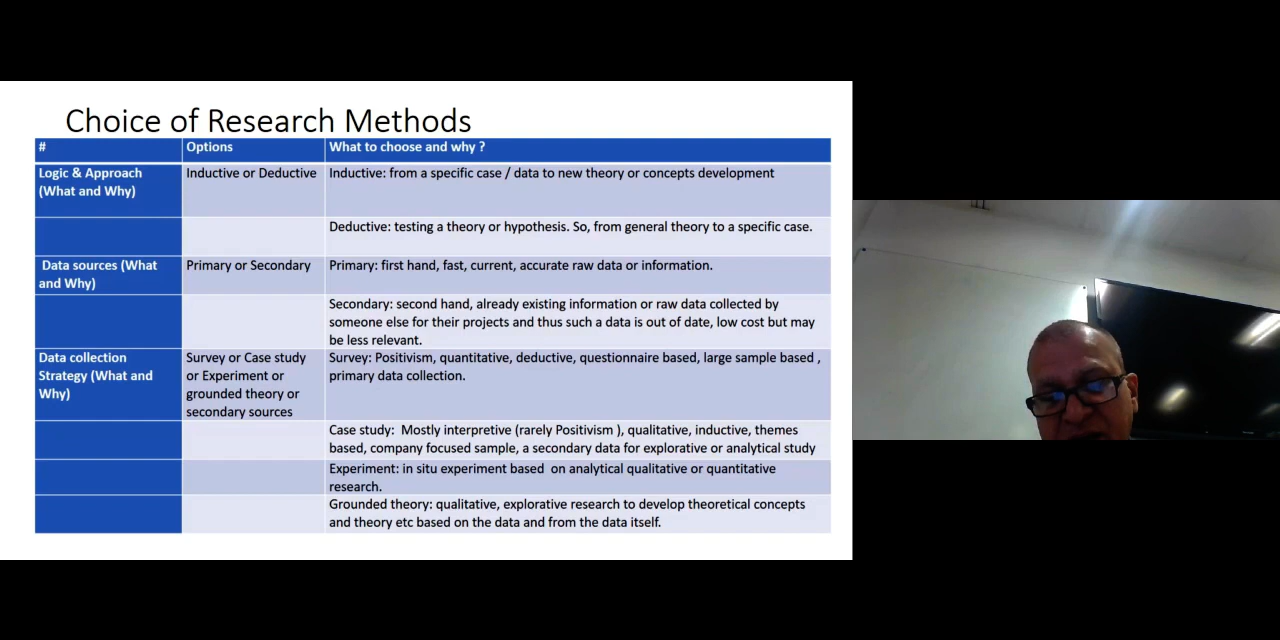 Choice of Research Methods
# Options What to choose and why ?
Logic & Approach
(What and Why)
Inductive or Deductive
Inductive: from a specific case / data to new theory or concepts development
Deductive: testing a theory or hypothesis. So, from general theory to a specific case.
Data sources (What
and Why)
Primary or Secondary
Primary: first hand, fast, current, accurate raw data or information.
Secondary: second hand, already existing information or raw data collected by
someone else for their projects and thus such a data is out of date, low cost but may
be less relevant.
Data collection
Strategy (What and
Why)
Survey or Case study
or Experiment or
grounded theory or
secondary sources
Survey: Positivism, quantitative, deductive, questionnaire based, large sample based ,
primary data collection.
Case study:  Mostly interpretive (rarely Positivism ), qualitative, inductive, themes
based, company focused sample, a secondary data for explorative or analytical study
Experiment: in situ experiment based  on analytical qualitative or quantitative
research.
Grounded theory: qualitative, explorative research to develop theoretical concepts
and theory etc based on the data and from the data itself.